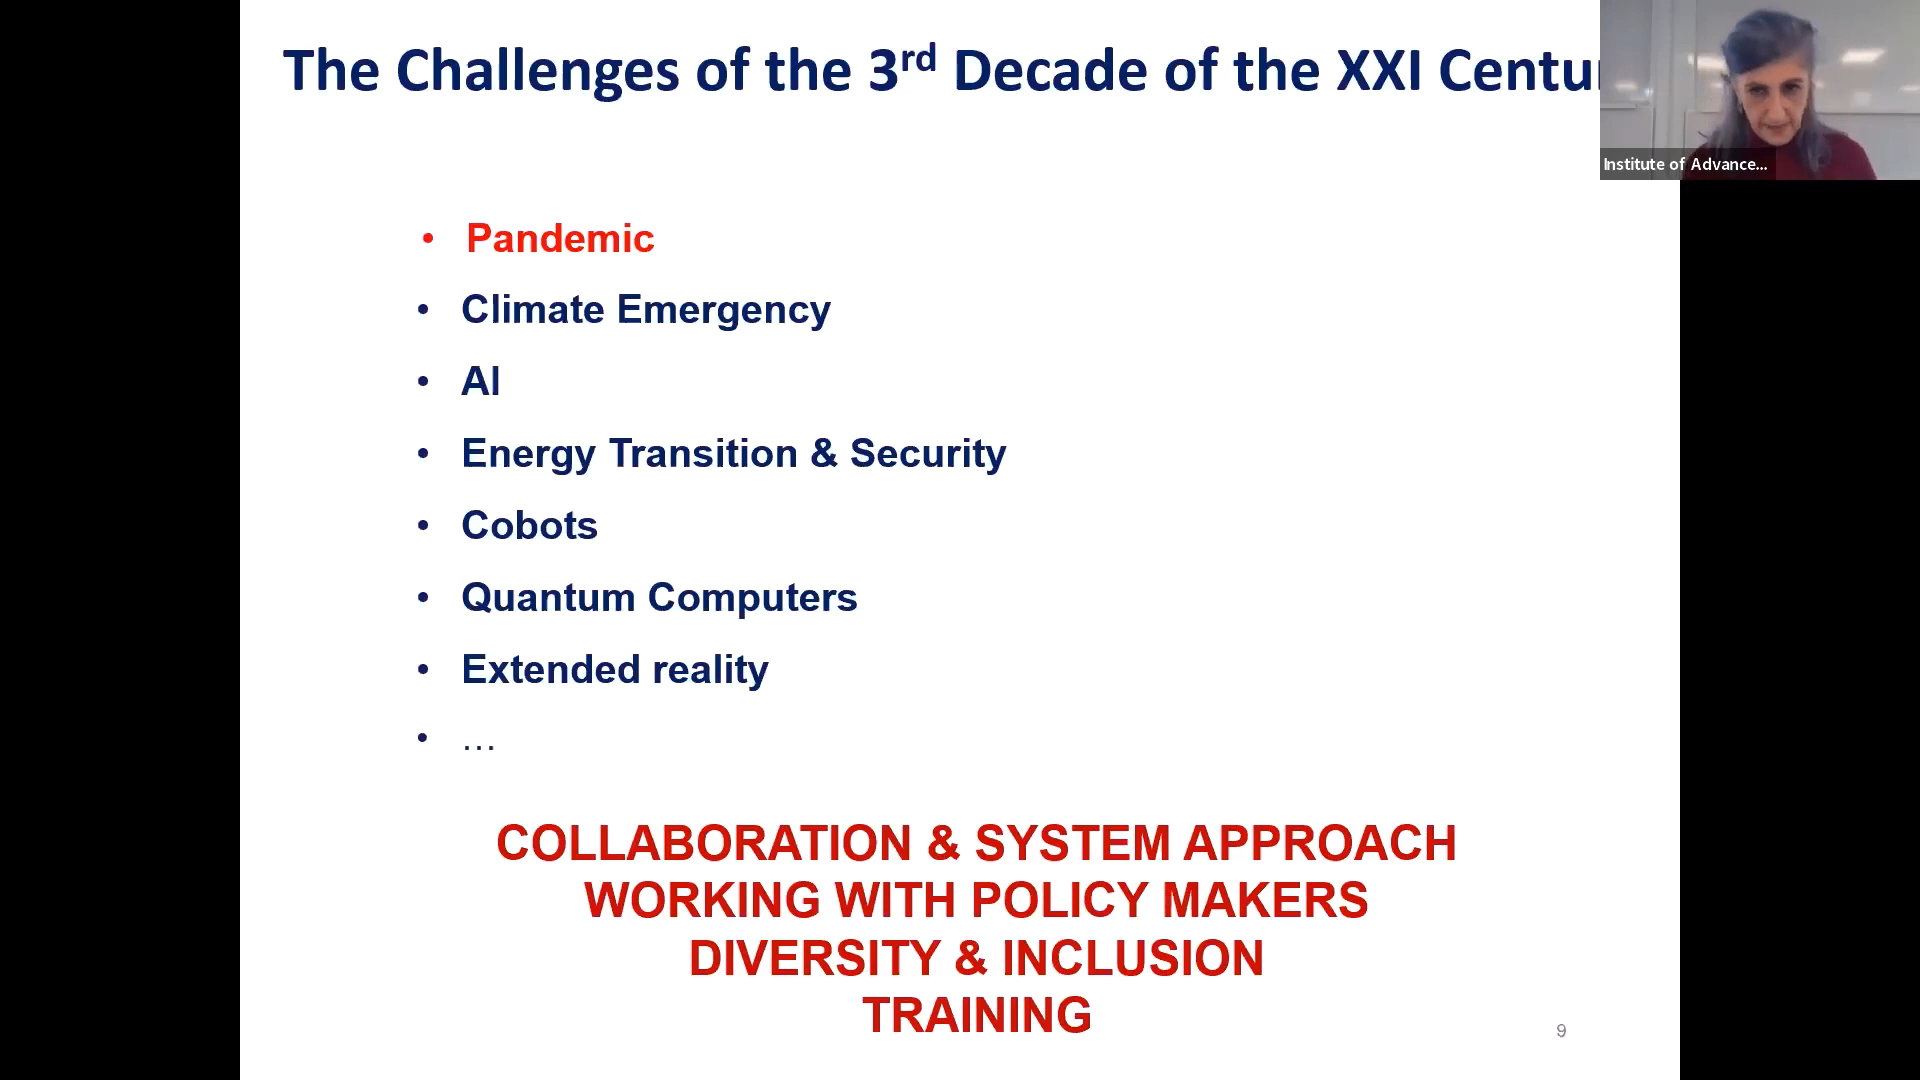 The Challenges of the 3rd Decade of the XXI Centu
Institute of Advance...
• Pandemic
• Climate Emergency
• AI
• Energy Transition & Security
• Cobots
• Quantum Computers
• Extended reality
• ...
COLLABORATION & SYSTEM APPROACH
WORKING WITH POLICY MAKERS
DIVERSITY & INCLUSION
TRAINING
9